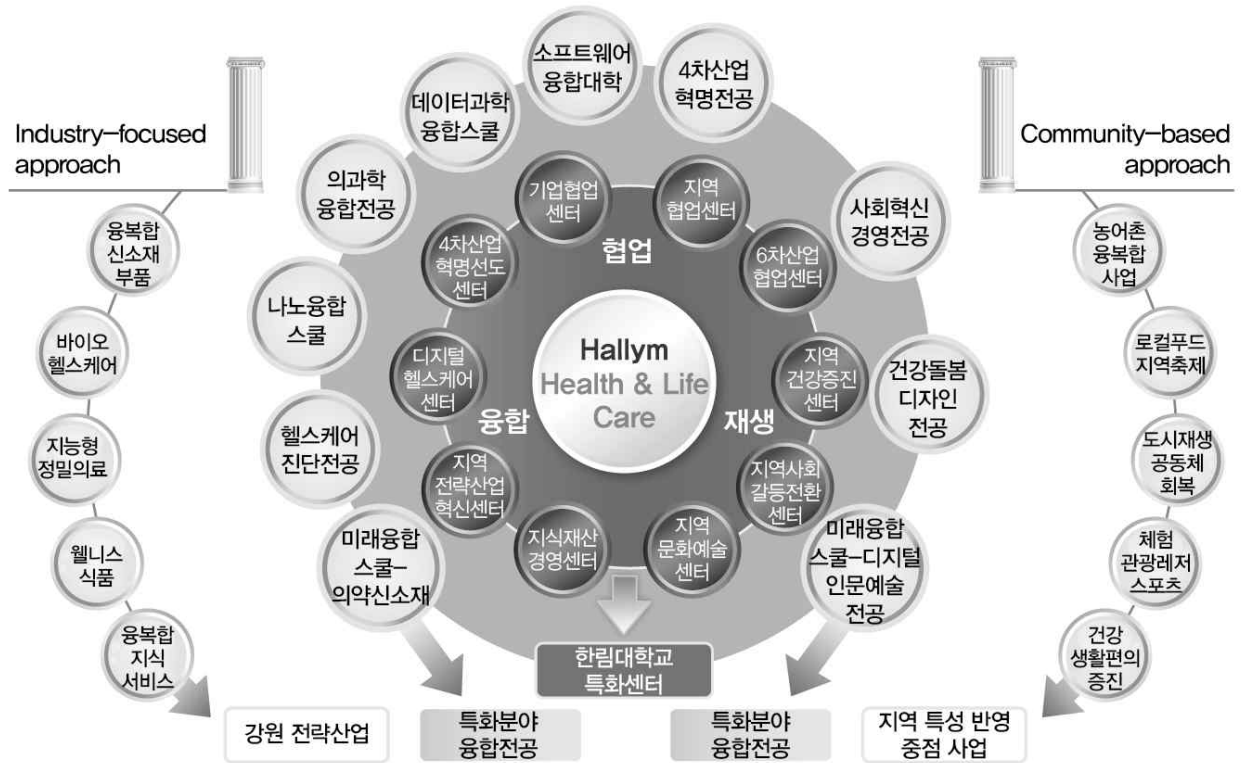 Industry–focused
approach
융복합
신소재
부품
바이오
헬스케어
지능형
정밀의료
웰니스
식품
융복합
지식
서비스
강원 전략산업
소프트웨어
융합대학
4차산업
혁명전공
데이터과학
융합스쿨
의과학
융합전공
사회혁신
경영전공
나노융합
스쿨
건강돌봄
디자인
전공
헬스케어
진단전공
미래융합
스쿨–
의약신소재
미래융합
스쿨–디지털
인문예술
전공
기업협업
센터
지역
협업센터
4차산업
혁명선도
센터
6차산업
협업센터
디지털
헬스케어
센터
지역
건강증진
센터
지역
전략산업
혁신센터
지역사회
갈등전환
센터
지식재산
경영센터
지역
문화예술
센터
협업
융합
재생
Hallym
Health & Life
Care
한림대학교
특화센터
특화분야
융합전공
특화분야
융합전공
Community–based
approach
농어촌
융복합
사업
로컬푸드
지역축제
도시재생
공동체
회복
체험
관광레저
스포츠
건강
생활편의
증진
지역 특성 반영
중점 사업